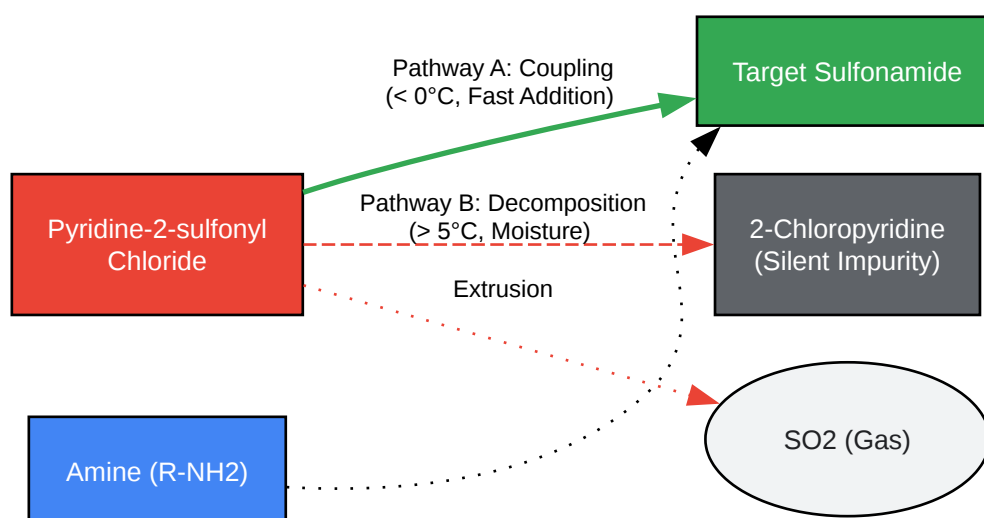 Pathway A: Coupling
(< 0°C, Fast Addition)
Target Sulfonamide
Pyridine-2-sulfonyl
Chloride
Pathway B: Decomposition
(> 5°C, Moisture)
2-Chloropyridine
(Silent Impurity)
Extrusion
Amine (R-NH2)
SO2 (Gas)